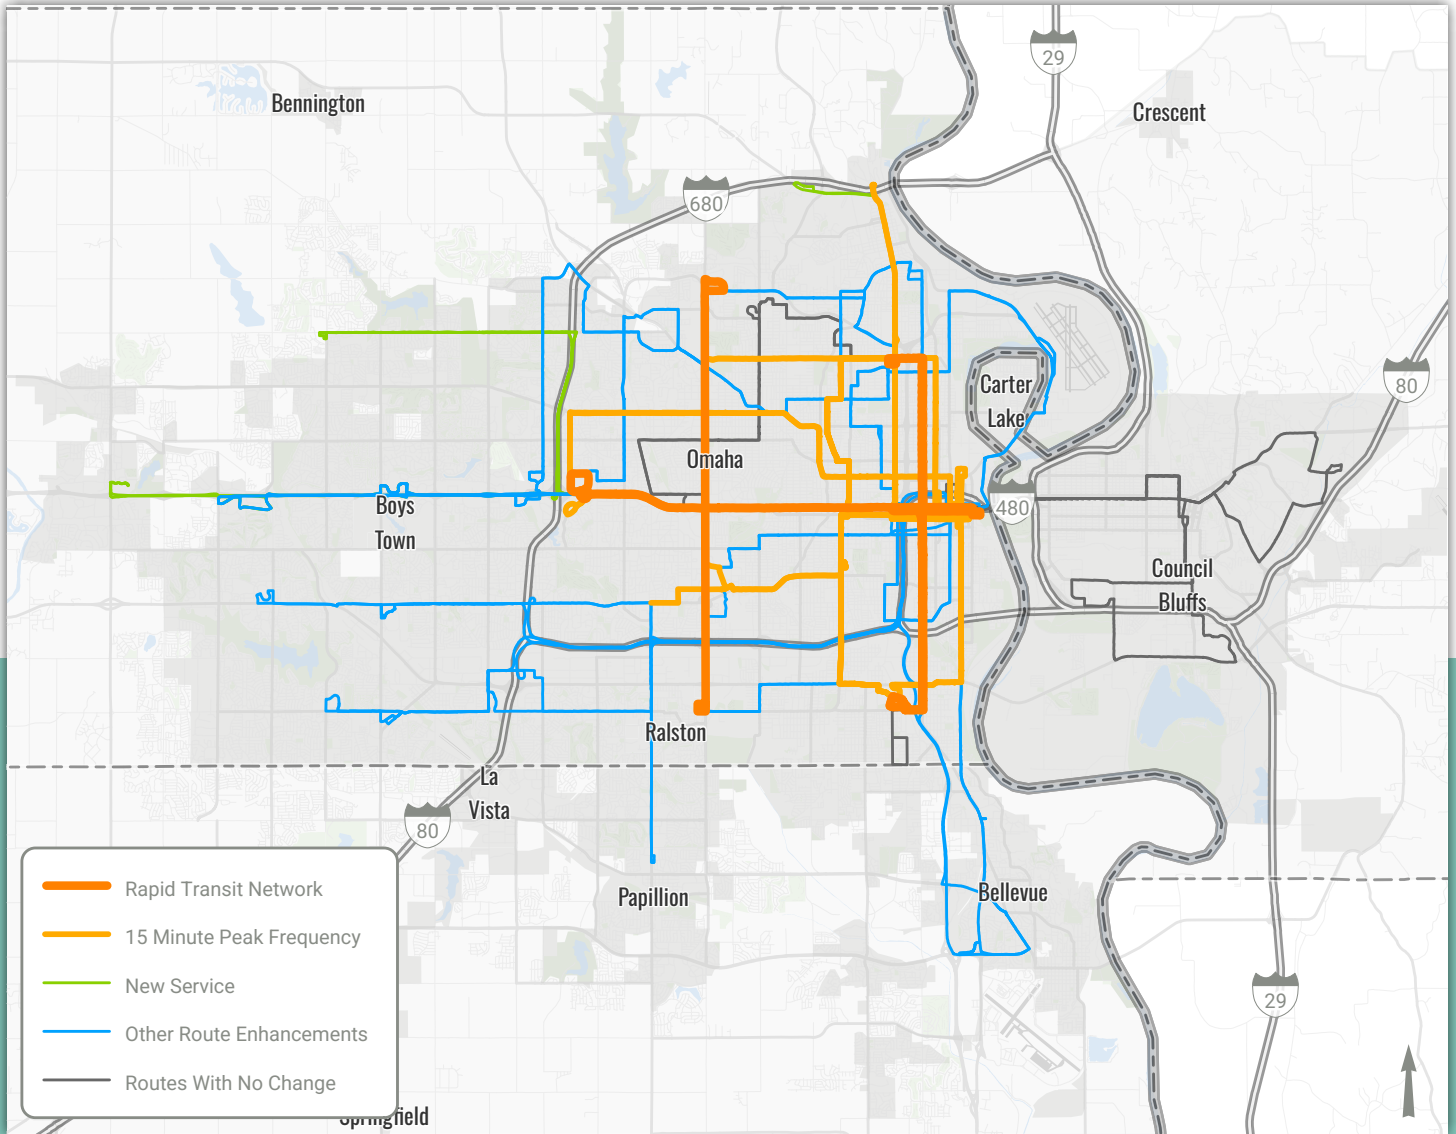 29
Bennington
Crescent
680
80
Carter
Lake
Omaha
Boys
Town
480
Council
Bluffs
Ralston
La
Vista
80
Papillion
Bellevue
29
Rapid Transit Network
15 Minute Peak Frequency
New Service
Other Route Enhancements
Routes With No Change
Springfield